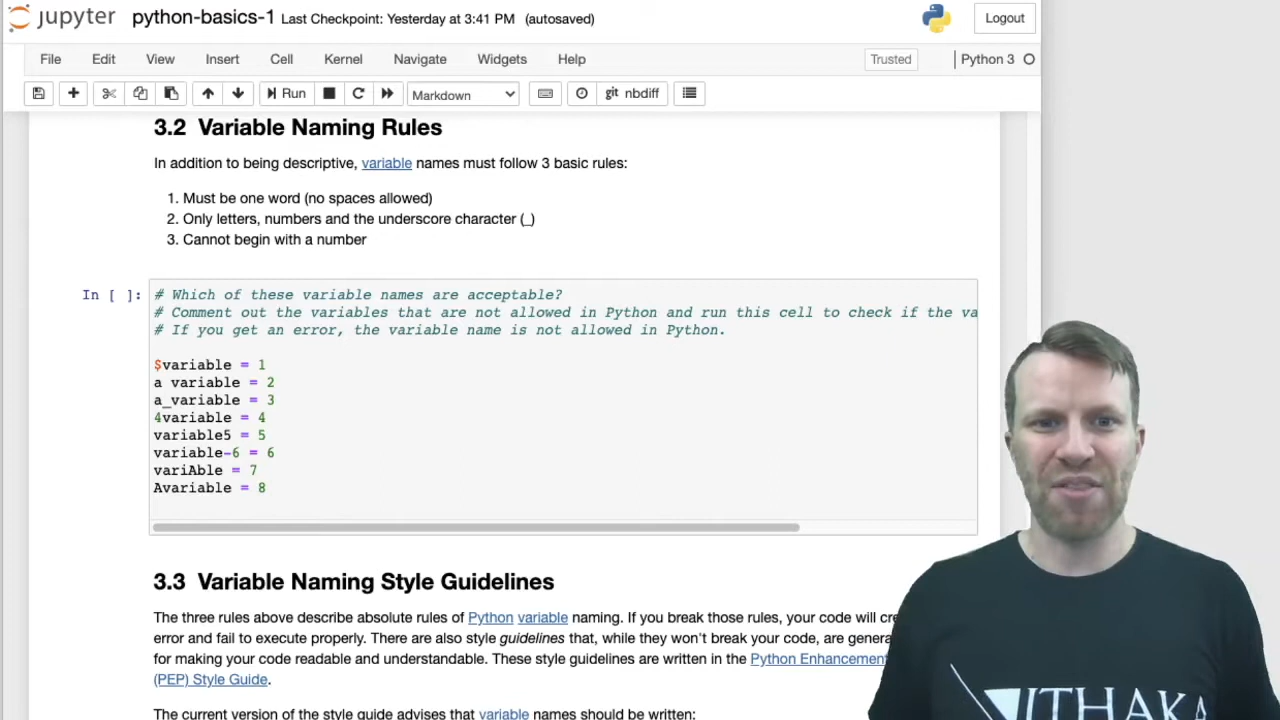 jupyter python-basics-1 Last Checkpoint: Yesterday at 3:41 PM (autosaved) Logout
File Edit View Insert Cell Kernel Navigate Widgets Help Trusted Python 3
Run Markdown git nbdiff
3.2 Variable Naming Rules
In addition to being descriptive, variable names must follow 3 basic rules:
1. Must be one word (no spaces allowed)
2. Only letters, numbers and the underscore character (_)
3. Cannot begin with a number
In [ ]:
# Which of these variable names are acceptable?
# Comment out the variables that are not allowed in Python and run this cell to check if the va
# If you get an error, the variable name is not allowed in Python.
$variable = 1
a variable = 2
a_variable = 3
4variable = 4
variable5 = 5
variable-6 = 6
variAble = 7
Avariable = 8
3.3 Variable Naming Style Guidelines
The three rules above describe absolute rules of Python variable naming. If you break those rules, your code will cre
error and fail to execute properly. There are also style guidelines that, while they won't break your code, are genera
for making your code readable and understandable. These style guidelines are written in the Python Enhancement
(PEP) Style Guide.
The current version of the style guide advises that variable names should be written:
ITHAKA